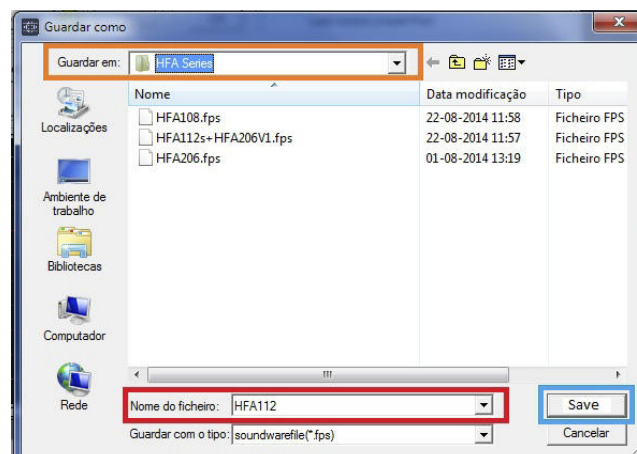 Guardar como
Guardar em: HFA Series
Nome Data modificação Tipo
HFA108.fps 22-08-2014 11:58 Ficheiro FPS
HFA112s+HFA206V1.fps 22-08-2014 11:57 Ficheiro FPS
HFA206.fps 01-08-2014 13:19 Ficheiro FPS
Localizações
Ambiente de
trabalho
Bibliotecas
Computador
Rede
Nome do ficheiro: HFA112 Save
Guardar com o tipo: soundwarefile(*.fps) Cancelar